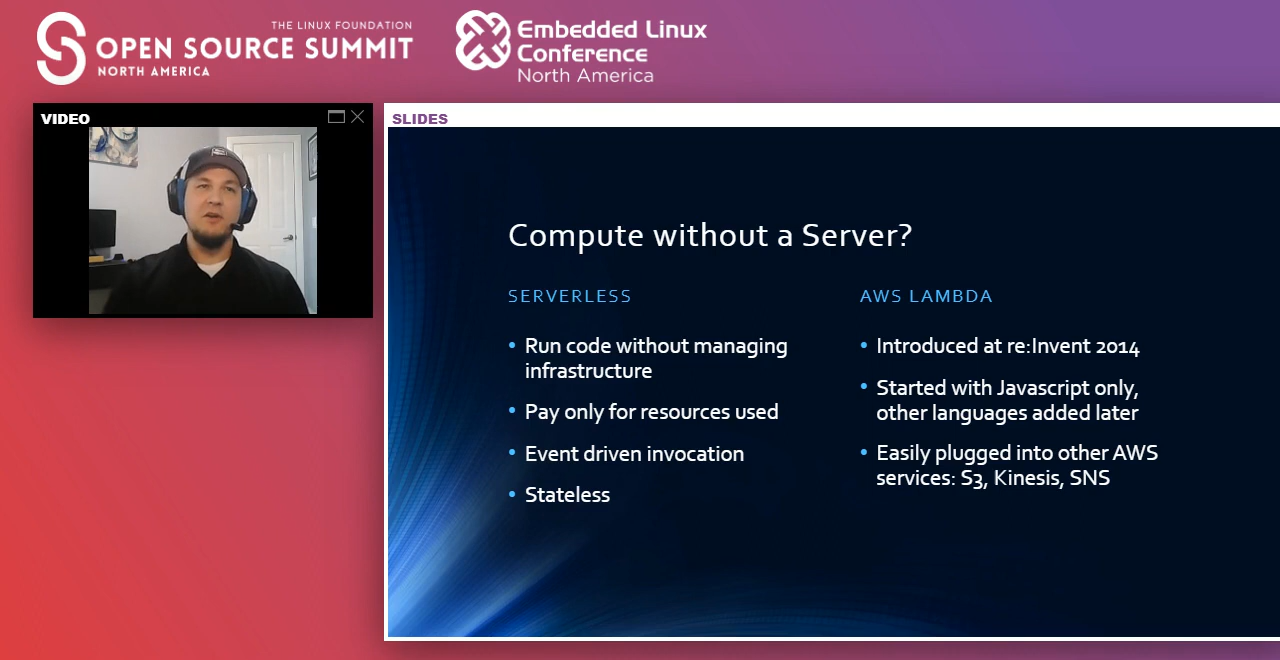 THE LINUX FOUNDATION
OPEN SOURCE SUMMIT
NORTH AMERICA
Embedded Linux
Conference
North America
VIDEO
SLIDES
Compute without a Server?
SERVERLESS
• Run code without managing
infrastructure
• Pay only for resources used
• Event driven invocation
• Stateless
AWS LAMBDA
• Introduced at re:Invent 2014
• Started with Javascript only,
other languages added later
• Easily plugged into other AWS
services: S3, Kinesis, SNS